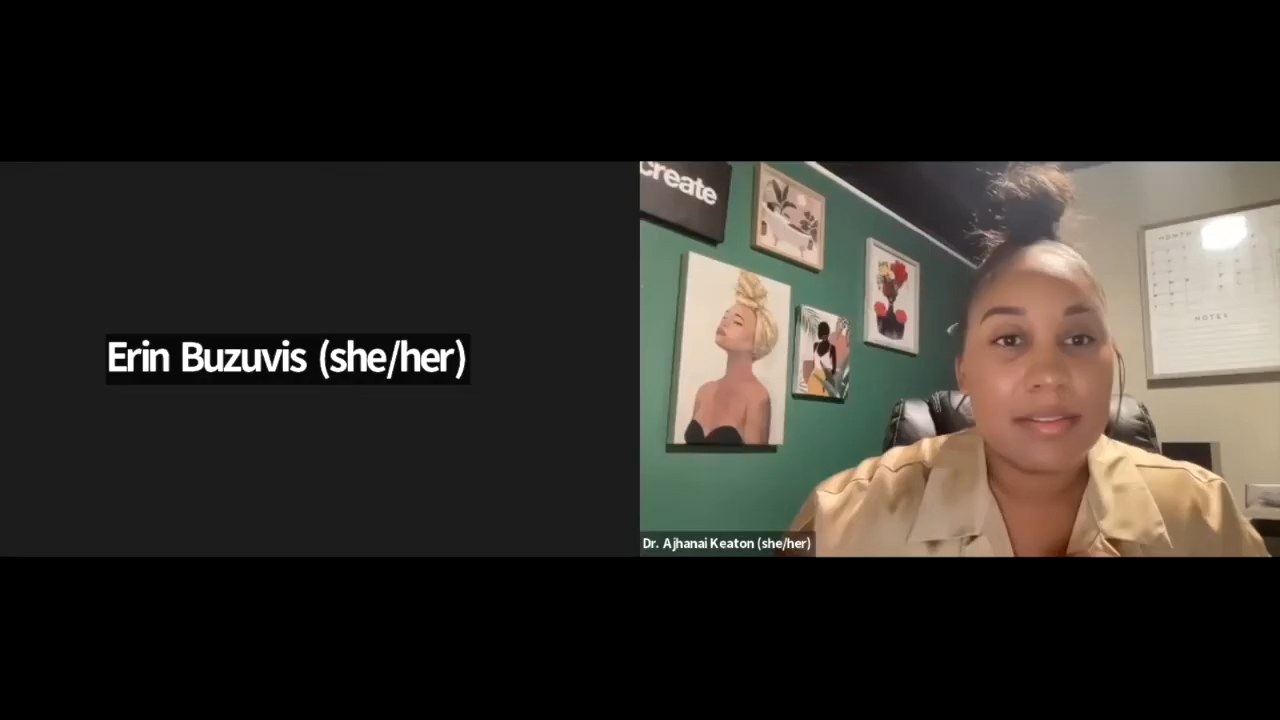 Erin Buzuvis (she/her)
create
MONTH
NOTES
Dr. Ajhanai Keaton (she/her)